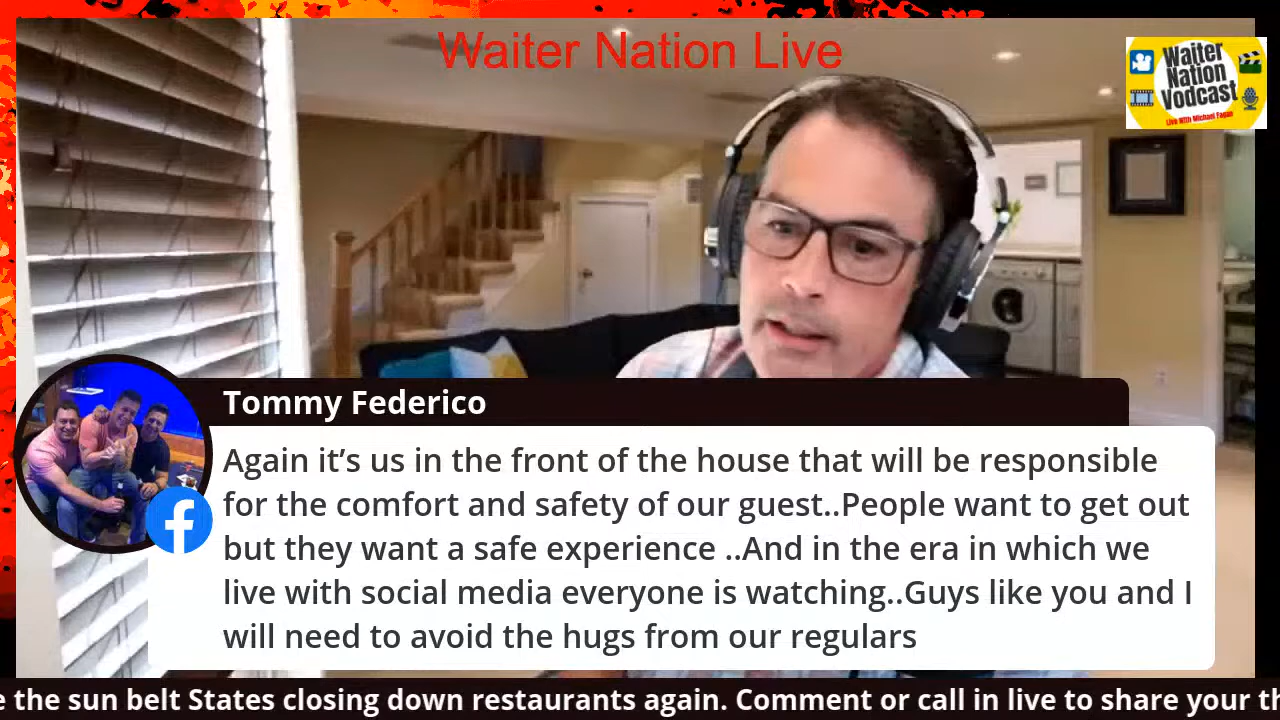 Waiter Nation Live
Waiter
Nation
Vodcast
Live With Michael Fagan
Tommy Federico
Again it’s us in the front of the house that will be responsible
for the comfort and safety of our guest..People want to get out
but they want a safe experience ..And in the era in which we
live with social media everyone is watching..Guys like you and I
will need to avoid the hugs from our regulars
e the sun belt States closing down restaurants again. Comment or call in live to share your th